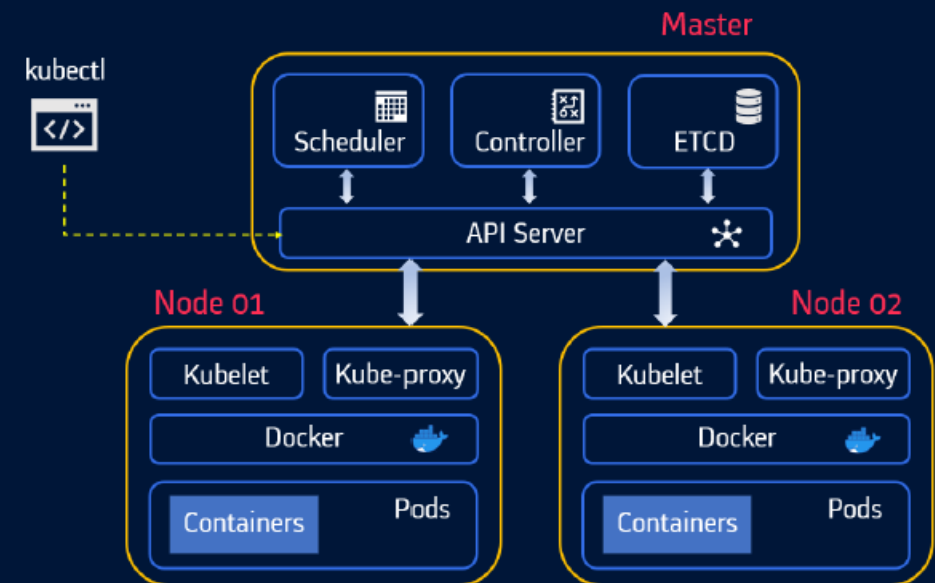 Master
kubectl
</>
Scheduler
Controller
ETCD
API Server
Node 01
Node 02
Kubelet
Kube-proxy
Kubelet
Kube-proxy
Docker
Docker
Containers
Pods
Containers
Pods